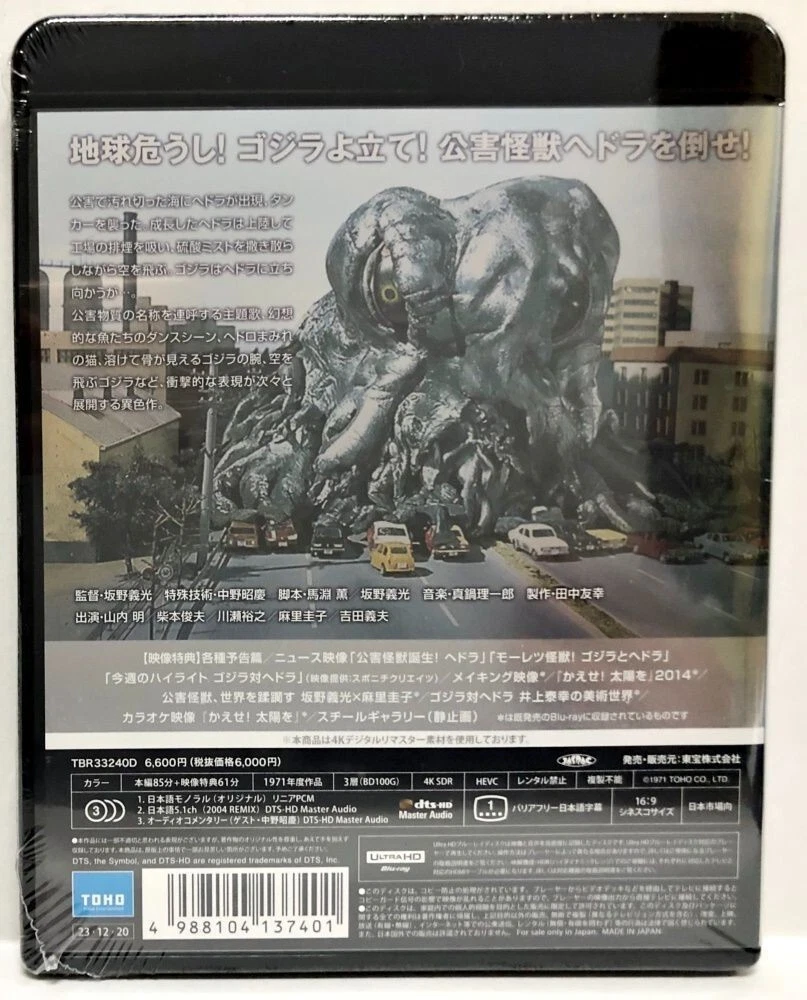 地球危うし! ゴジラよ立て! 公害怪獣ヘドラを倒せ!
公害で汚れ切った海にヘドラが出現、タン
カーを襲った。成長したヘドラは上陸して
工場の排煙を吸い、硫酸ミストを撒き散ら
しながら空を飛ぶ。ゴジラはヘドラに立ち
向かうが…。
公害物質の名称を連呼する主題歌、幻想
的な魚たちのダンスシーン、ヘドロまみれ
の猫、溶けて骨が見えるゴジラの腕、空を
飛ぶゴジラなど、衝撃的な表現が次々と
展開する異色作。
監督・坂野義光 特殊技術・中野昭慶 脚本・馬淵 薫/坂野義光 音楽・真鍋理一郎 製作・田中友幸
出演・山内 明/柴本俊夫/川瀬裕之/麻里圭子/吉田義夫
【映像特典】各種予告篇/ニュース映像「公害怪獣誕生! ヘドラ」「モーレツ怪獣! ゴジラとヘドラ」
「今週のハイライト ゴジラ対ヘドラ」(映像提供:スポニチクリエイツ)/メイキング映像*/「かえせ! 太陽を」2014*/
公害怪獣、世界を蹂躙す 坂野義光×麻里圭子*/ゴジラ対ヘドラ 井上泰幸の美術世界*/
カラオケ映像『かえせ! 太陽を』*/スチールギャラリー(静止画) *は既発売のBlu-rayに収録されているものです
※本商品は4Kデジタルリマスター素材を使用しております。
TBR33240D 6,600円(税抜価格6,000円) 発売・販売元:東宝株式会社
カラー 本編85分+映像特典61分 1971年度作品 3層(BD100G) 4K SDR HEVC レンタル禁止 複製不能 ©1971 TOHO CO., LTD.
3 1. 日本語モノラル(オリジナル) リニアPCM
2. 日本語5.1ch (2004 REMIX) DTS-HD Master Audio
3. オーディオコメンタリー(ゲスト・中野昭慶) DTS-HD Master Audio
dts-HD Master Audio
1 バリアフリー日本語字幕
16:9 シネスコサイズ
日本市場向
DTS, the Symbol, and DTS-HD are registered trademarks of DTS, Inc.
ULTRA HD Blu-ray
TOHO
23・12・20
4 988104 137401
For sale only in Japan. MADE IN JAPAN